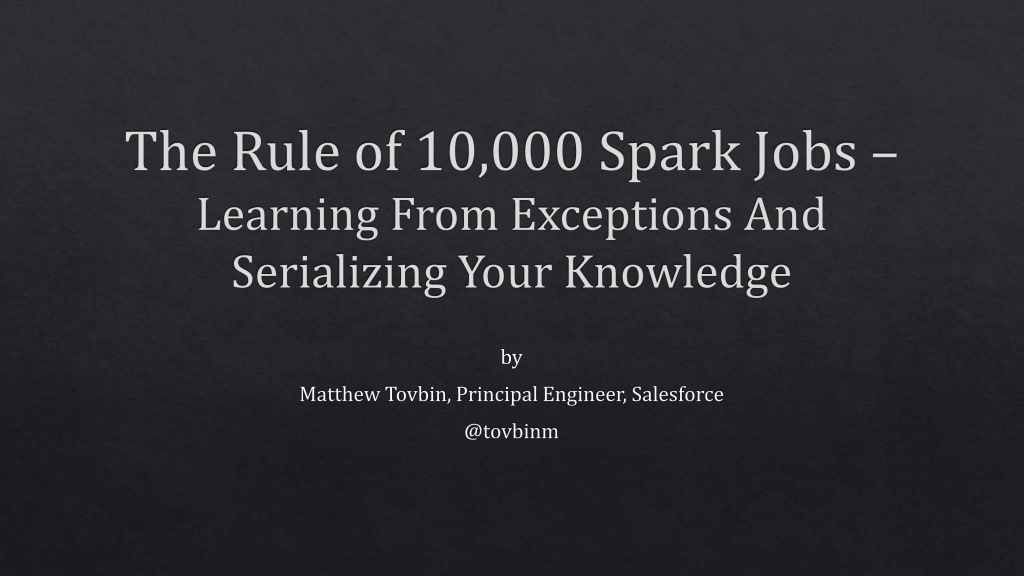 The Rule of 10,000 Spark Jobs –
Learning From Exceptions And
Serializing Your Knowledge
by
Matthew Tovbin, Principal Engineer, Salesforce
@tovbinm